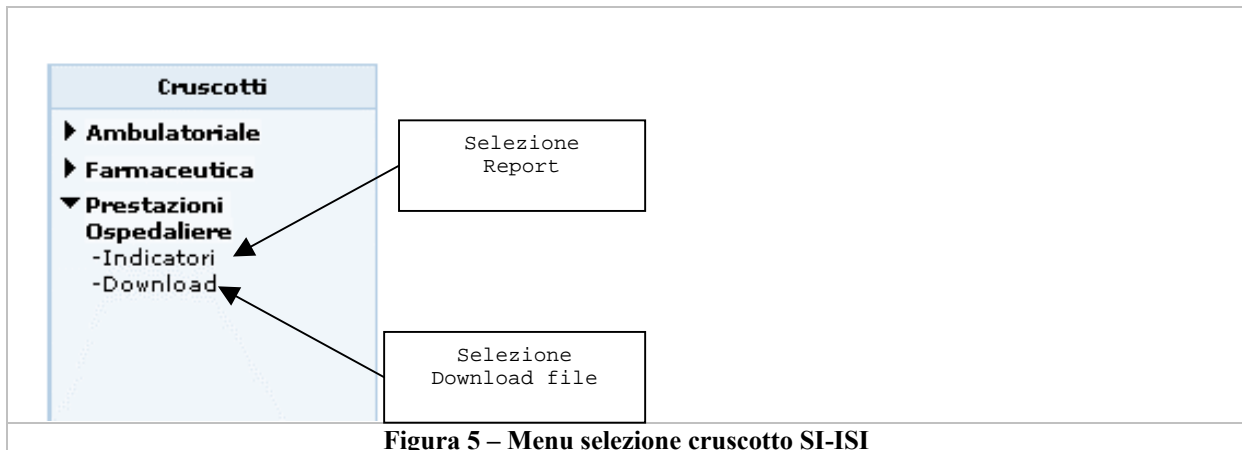 Cruscotti
Ambulatoriale
Farmaceutica
Prestazioni
Ospedaliere
-Indicatori
-Download
Selezione
Report
Selezione
Download file
Figura 5 – Menu selezione cruscotto SI-ISI